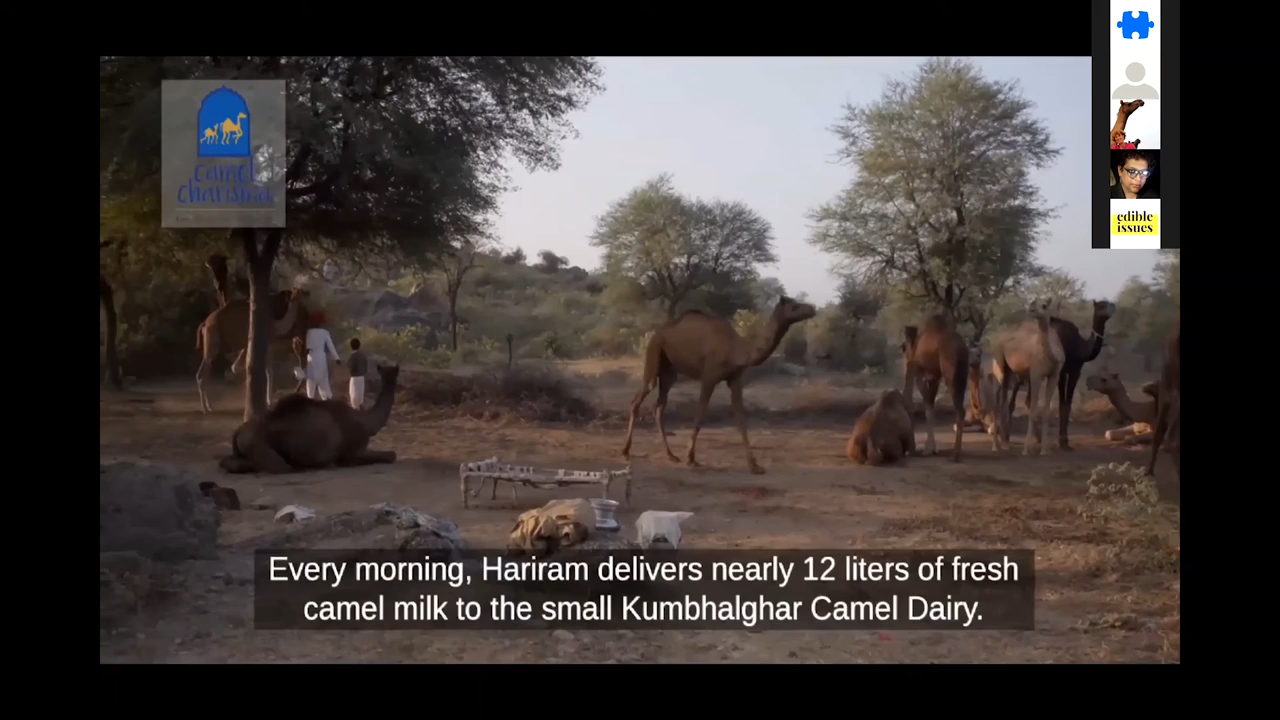 camel
charisma
edible
issues
Every morning, Hariram delivers nearly 12 liters of fresh
camel milk to the small Kumbhalghar Camel Dairy.